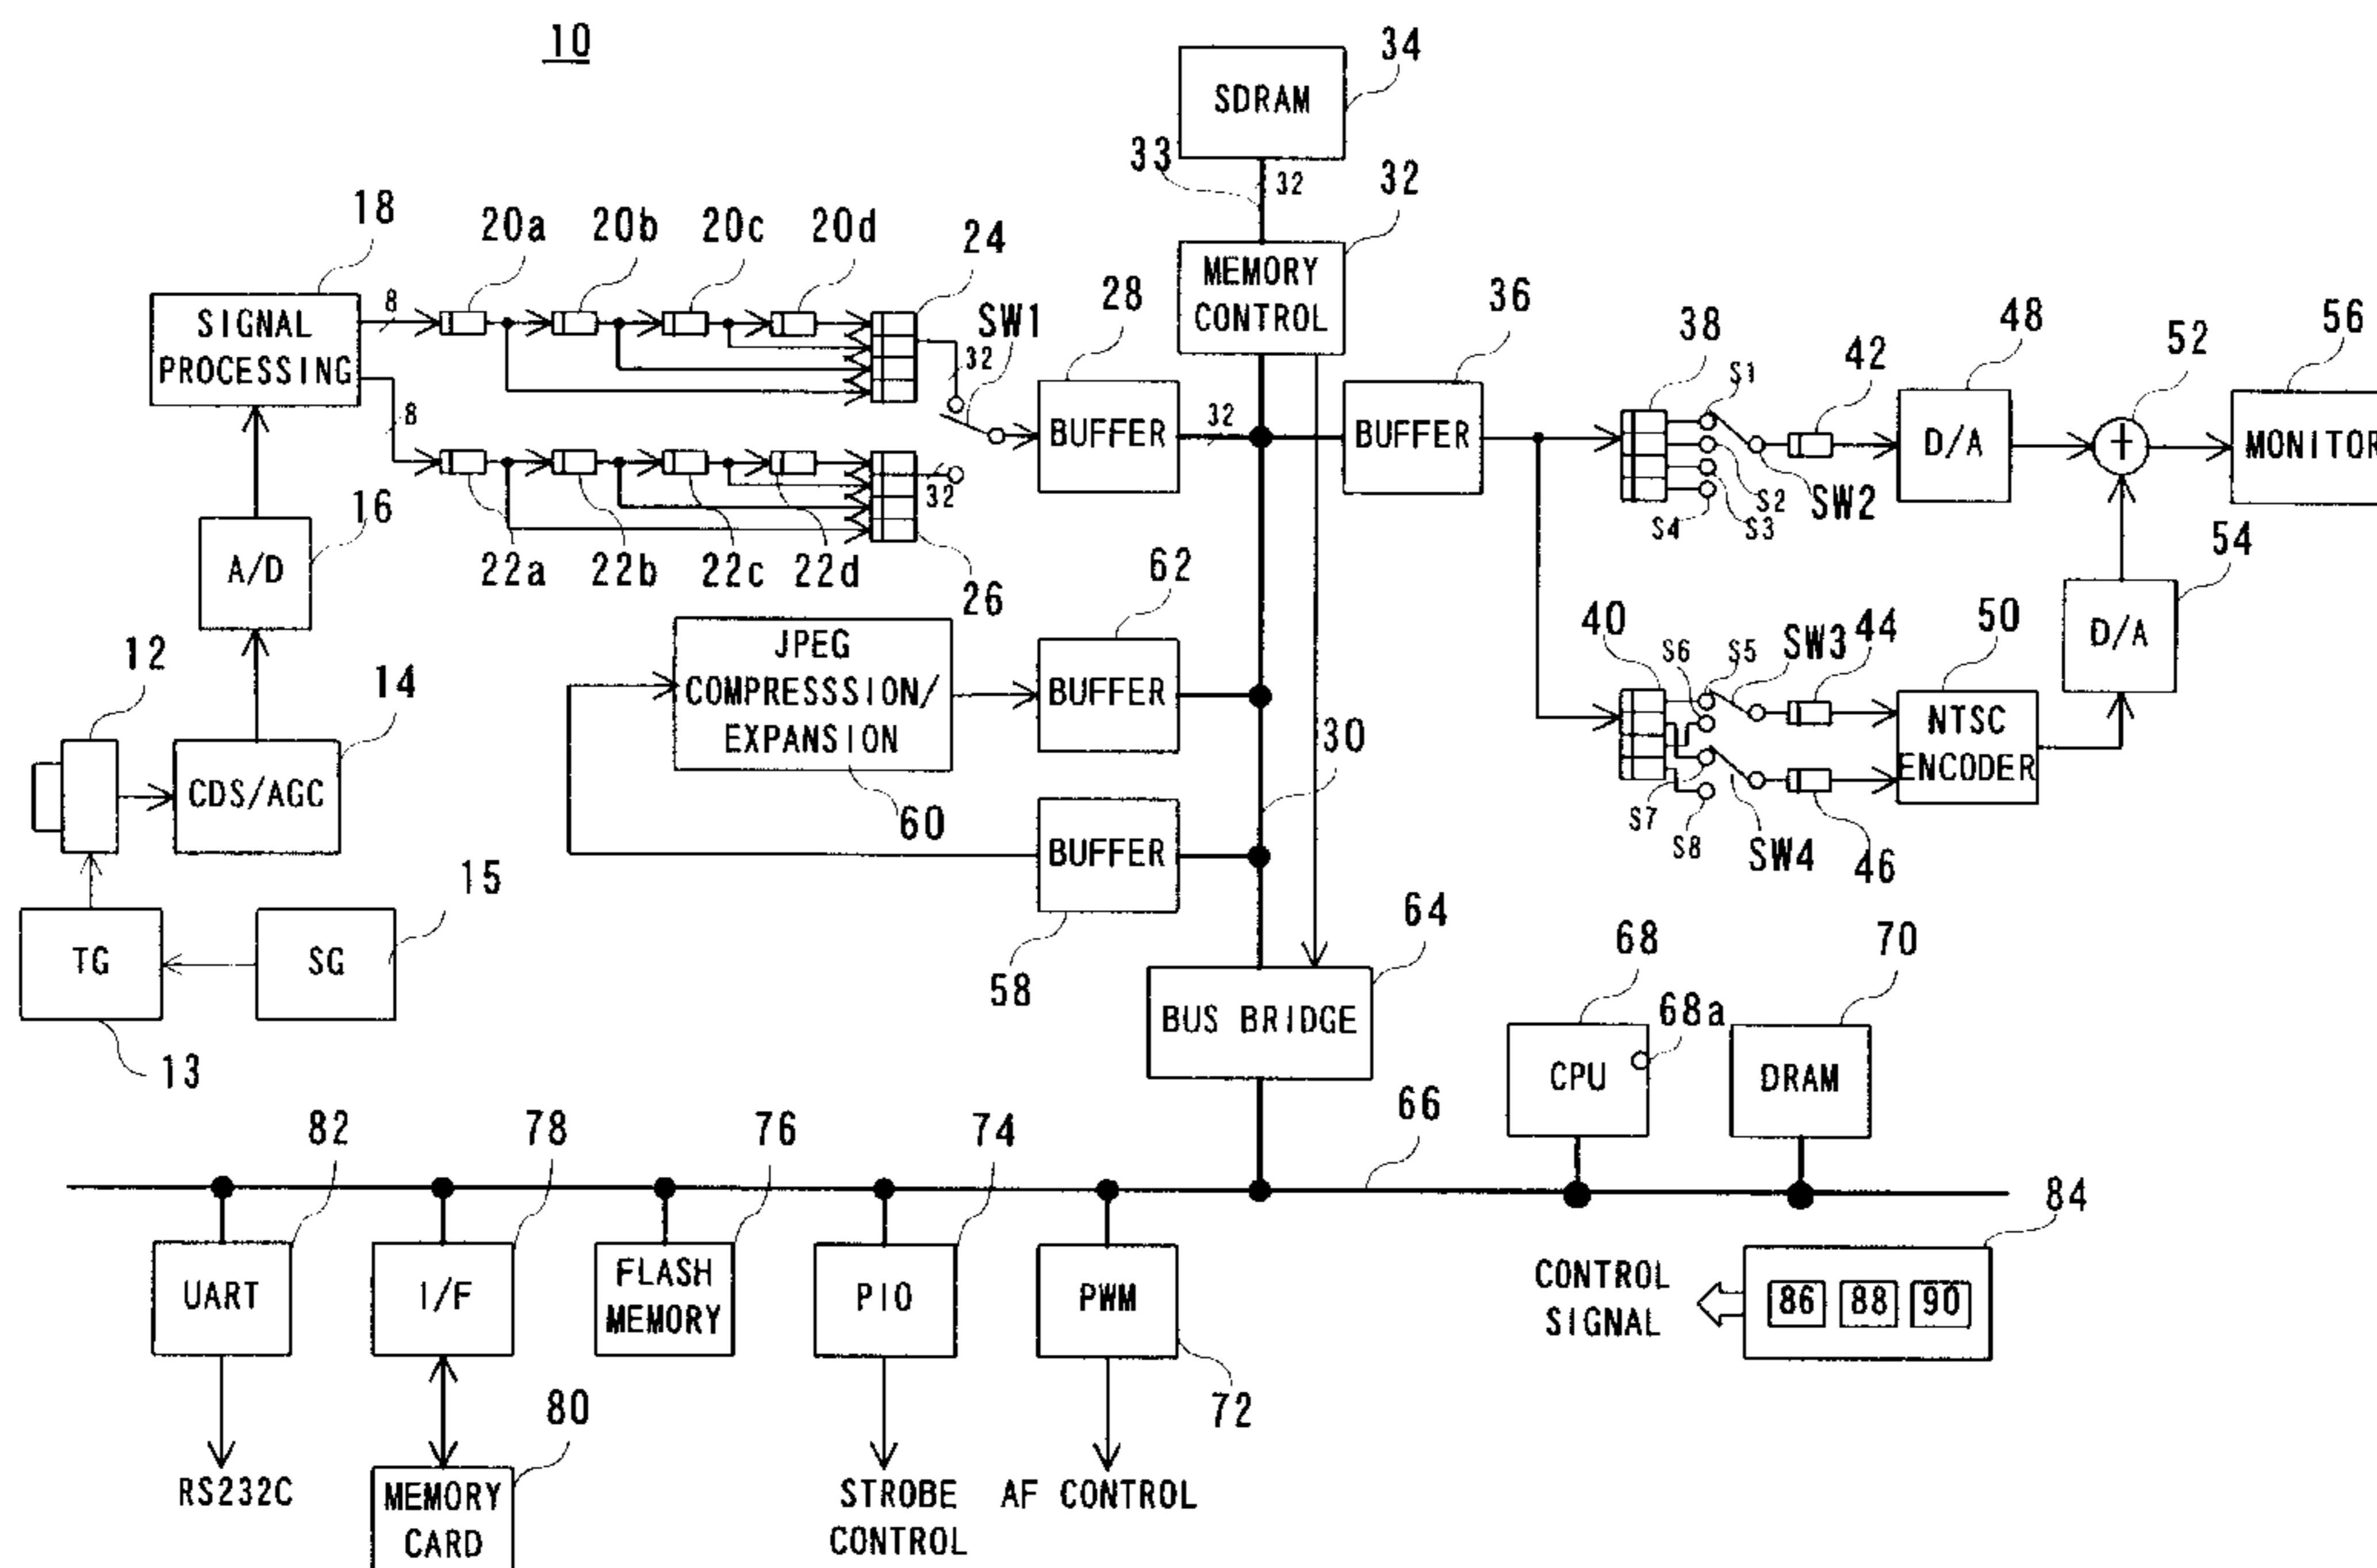 10
34
SDRAM
33
32
32
18
20a
20b
20c
20d
24
MEMORY
CONTROL
SIGNAL
PROCESSING
8
8
SW1
32
28
BUFFER
32
36
BUFFER
38
S1
42
48
D/A
52
+
56
MONITOR
S2
S3
S4
SW2
32
16
A/D
22a
22b
22c
22d
26
62
54
D/A
12
14
CDS/AGC
JPEG
COMPRESSSION/
EXPANSION
60
BUFFER
30
40
S6
S5
SW3
44
50
NTSC
ENCODER
S7
S8
SW4
46
BUFFER
58
15
TG
SG
13
64
BUS BRIDGE
68
68a
CPU
70
DRAM
82
78
76
74
66
84
UART
I/F
FLASH
MEMORY
PIO
PWM
CONTROL
SIGNAL
86
88
90
80
72
RS232C
MEMORY
CARD
STROBE
CONTROL
AF CONTROL